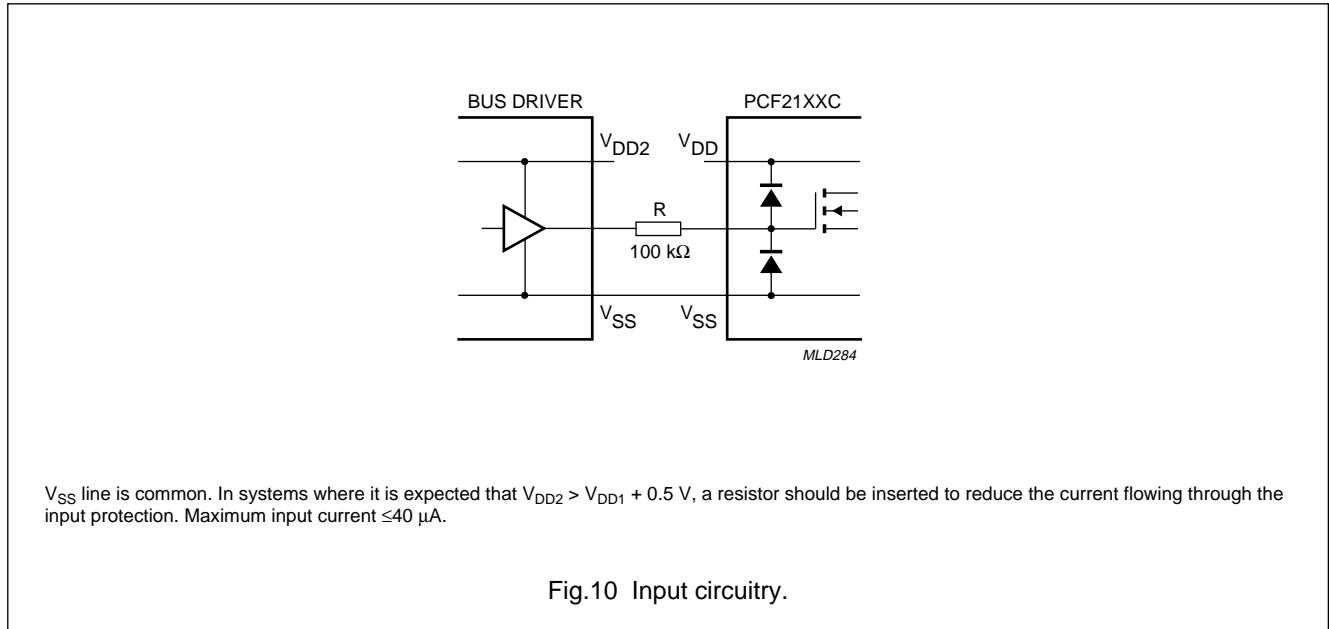 BUS DRIVER
PCF21XXC
VDD2
VDD
R
100 kΩ
VSS
VSS
MLD284
VSS line is common. In systems where it is expected that VDD2 > VDD1 + 0.5 V, a resistor should be inserted to reduce the current flowing through the
input protection. Maximum input current ≤40 μA.
Fig.10 Input circuitry.